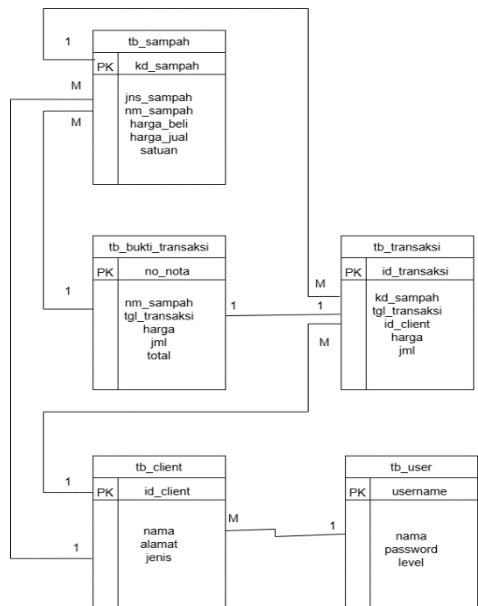 1
tb_sampah
PK kd_sampah
M
jns_sampah
M
nm_sampah
harga_beli
harga_jual
satuan
tb_bukti_transaksi
tb_transaksi
PK no_nota
PK id_transaksi
M
1
nm_sampah
1
1
kd_sampah
tgl_transaksi
tgl_transaksi
harga
id_client
jml
M
harga
total
jml
tb_client
tb_user
1
PK id_client
PK username
M
1
nama
nama
1
alamat
password
jenis
level